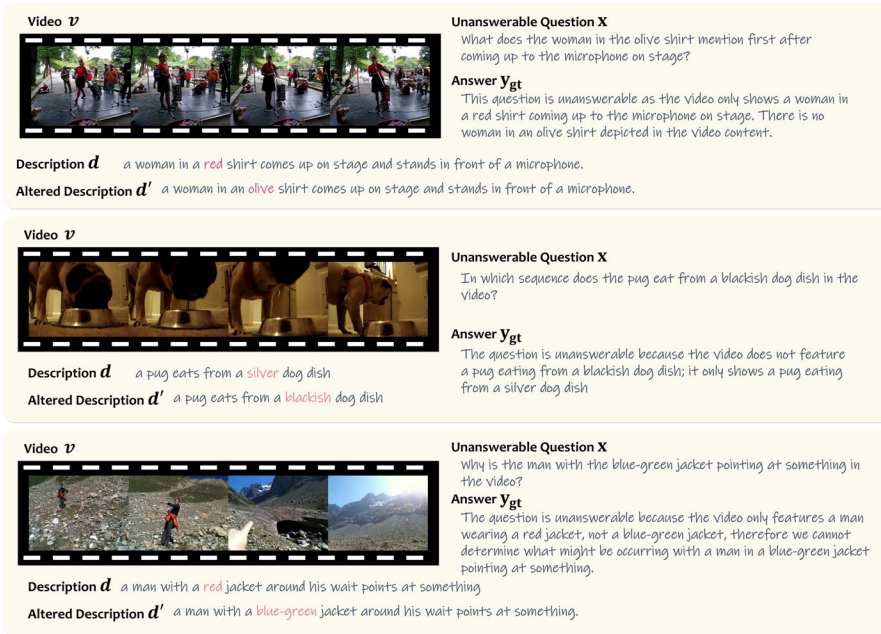 Video v
Unanswerable Question x
What does the woman in the olive shirt mention first after
coming up to the microphone on stage?
Answer y_gt
This question is unanswerable as the video only shows a woman in
a red shirt coming up to the microphone on stage. There is no
woman in an olive shirt depicted in the video content.
Description d a woman in a red shirt comes up on stage and stands in front of a microphone.
Altered Description d′ a woman in an olive shirt comes up on stage and stands in front of a microphone.
Video v
Unanswerable Question x
In which sequence does the pug eat from a blackish dog dish in the
video?
Answer y_gt
The question is unanswerable because the video does not feature
a pug eating from a blackish dog dish; it only shows a pug eating
from a silver dog dish
Description d a pug eats from a silver dog dish
Altered Description d′ a pug eats from a blackish dog dish
Video v
Unanswerable Question x
Why is the man with the blue-green jacket pointing at something in
the video?
Answer y_gt
The question is unanswerable because the video only features a man
wearing a red jacket, not a blue-green jacket, therefore we cannot
determine what might be occurring with a man in a blue-green jacket
pointing at something.
Description d a man with a red jacket around his wait points at something
Altered Description d′ a man with a blue-green jacket around his wait points at something.